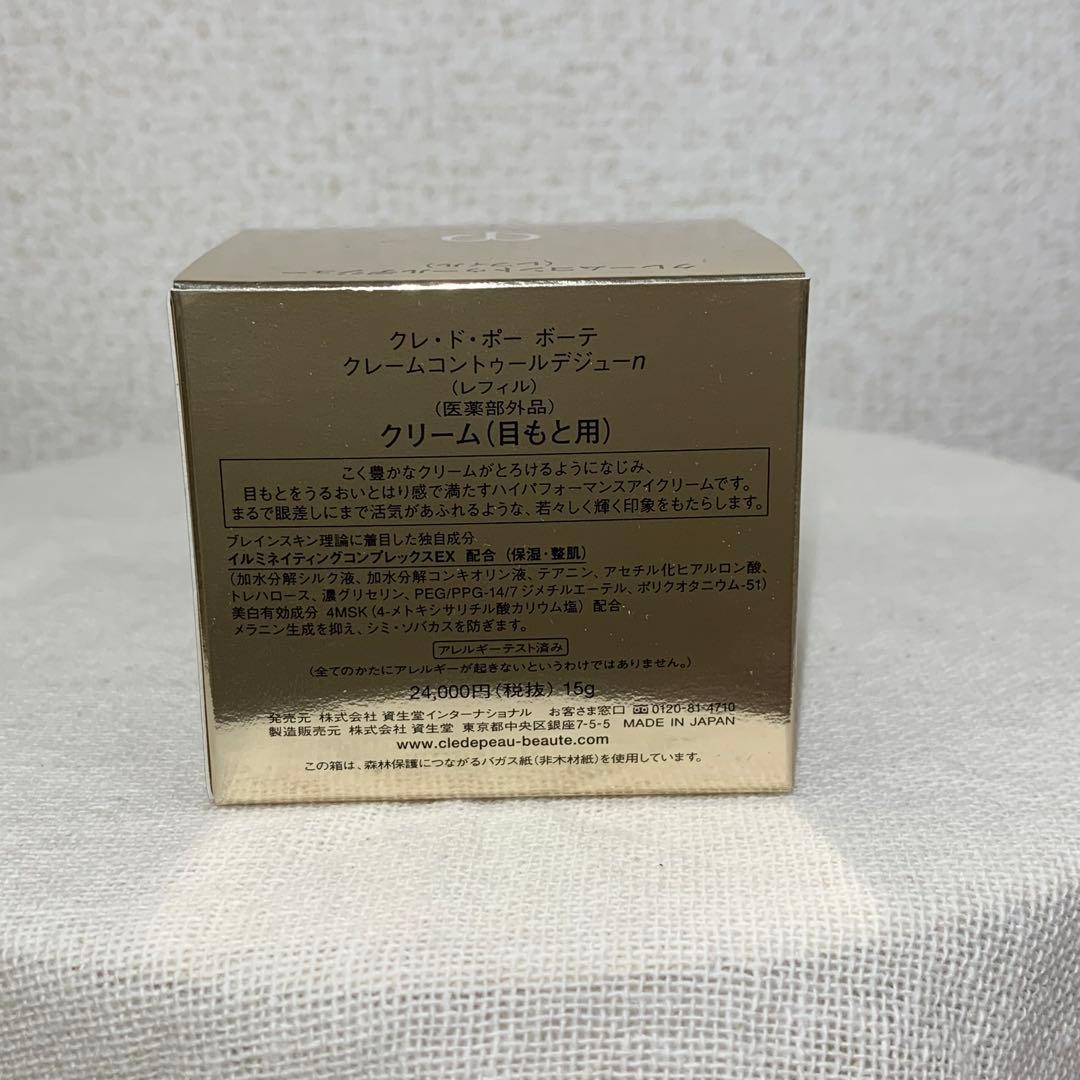 クレームコントゥールデジュー
(レフィル)
クレ・ド・ポー ボーテ
クレームコントゥールデジューn
(レフィル)
(医薬部外品)
クリーム(目もと用)
こく豊かなクリームがとろけるようになじみ、
目もとをうるおいとはり感で満たすハイパフォーマンスアイクリームです。
まるで眼差しにまで活気があふれるような、若々しく輝く印象をもたらします。
ブレインスキン理論に着目した独自成分
イルミネイティングコンプレックスEX 配合(保湿・整肌)
(加水分解シルク液、加水分解コンキオリン液、テアニン、アセチル化ヒアルロン酸、
トレハロース、濃グリセリン、PEG/PPG-14/7 ジメチルエーテル、ポリクオタニウム-51)
美白有効成分 4MSK(4-メトキシサリチル酸カリウム塩)配合
メラニン生成を抑え、シミ・ソバカスを防ぎます。
アレルギーテスト済み
(全てのかたにアレルギーが起きないというわけではありません。)
24,000円(税抜) 15g
発売元 株式会社 資生堂インターナショナル お客さま窓口 0120-81-4710
製造販売元 株式会社 資生堂 東京都中央区銀座7-5-5 MADE IN JAPAN
www.cledepeau-beaute.com
この箱は、森林保護につながるバガス紙(非木材紙)を使用しています。